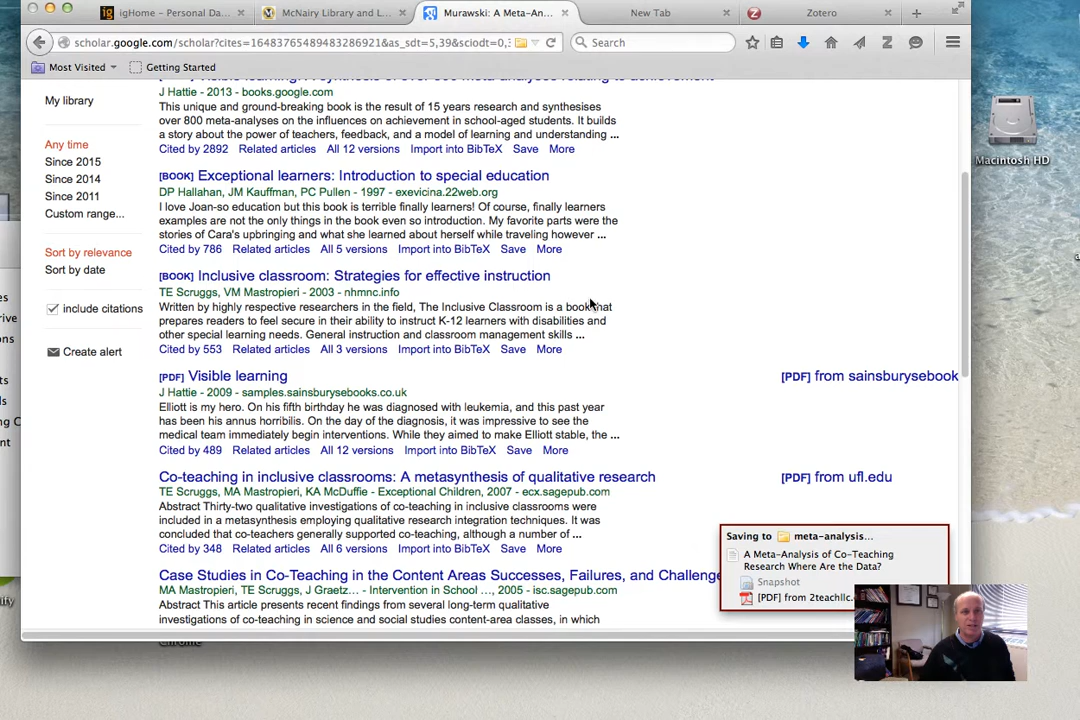 igHome - Personal Da...
McNairy Library and L...
Murawski: A Meta-An...
New Tab
Zotero
scholar.google.com/scholar?cites=16483765489483286921&as_sdt=5,39&sciodt=0,3
Search
Most Visited
Getting Started
My library
Any time
Since 2015
Since 2014
Since 2011
Custom range...
Sort by relevance
Sort by date
include citations
Create alert
J Hattie - 2013 - books.google.com
This unique and ground-breaking book is the result of 15 years research and synthesises
over 800 meta-analyses on the influences on achievement in school-aged students. It builds
a story about the power of teachers, feedback, and a model of learning and understanding ...
Cited by 2892 Related articles All 12 versions Import into BibTeX Save More
[BOOK] Exceptional learners: Introduction to special education
DP Hallahan, JM Kauffman, PC Pullen - 1997 - exevicina.22web.org
I love Joan-so education but this book is terrible finally learners! Of course, finally learners
examples are not the only things in the book even so introduction. My favorite parts were the
stories of Cara's upbringing and what she learned about herself while traveling however ...
Cited by 786 Related articles All 5 versions Import into BibTeX Save More
[BOOK] Inclusive classroom: Strategies for effective instruction
TE Scruggs, VM Mastropieri - 2003 - nhmnc.info
Written by highly respective researchers in the field, The Inclusive Classroom is a book that
prepares readers to feel secure in their ability to instruct K-12 learners with disabilities and
other special learning needs. General instruction and classroom management skills ...
Cited by 553 Related articles All 3 versions Import into BibTeX Save More
[PDF] Visible learning
[PDF] from sainsburysebook
J Hattie - 2009 - samples.sainsburysebooks.co.uk
Elliott is my hero. On his fifth birthday he was diagnosed with leukemia, and this past year
has been his annus horribilis. On the day of the diagnosis, it was impressive to see the
medical team immediately begin interventions. While they aimed to make Elliott stable, the ...
Cited by 489 Related articles All 12 versions Import into BibTeX Save More
Co-teaching in inclusive classrooms: A metasynthesis of qualitative research
[PDF] from ufl.edu
TE Scruggs, MA Mastropieri, KA McDuffie - Exceptional Children, 2007 - ecx.sagepub.com
Abstract Thirty-two qualitative investigations of co-teaching in inclusive classrooms were
included in a metasynthesis employing qualitative research integration techniques. It was
concluded that co-teachers generally supported co-teaching, although a number of ...
Cited by 348 Related articles All 6 versions Import into BibTeX Save More
Case Studies in Co-Teaching in the Content Areas Successes, Failures, and Challenge
MA Mastropieri, TE Scruggs, J Graetz... - Intervention in School ..., 2005 - isc.sagepub.com
Abstract This article presents recent findings from several long-term qualitative
investigations of co-teaching in science and social studies content-area classes, in which
Saving to meta-analysis...
A Meta-Analysis of Co-Teaching
Research Where Are the Data?
Snapshot
[PDF] from 2teachllc.
Macintosh HD